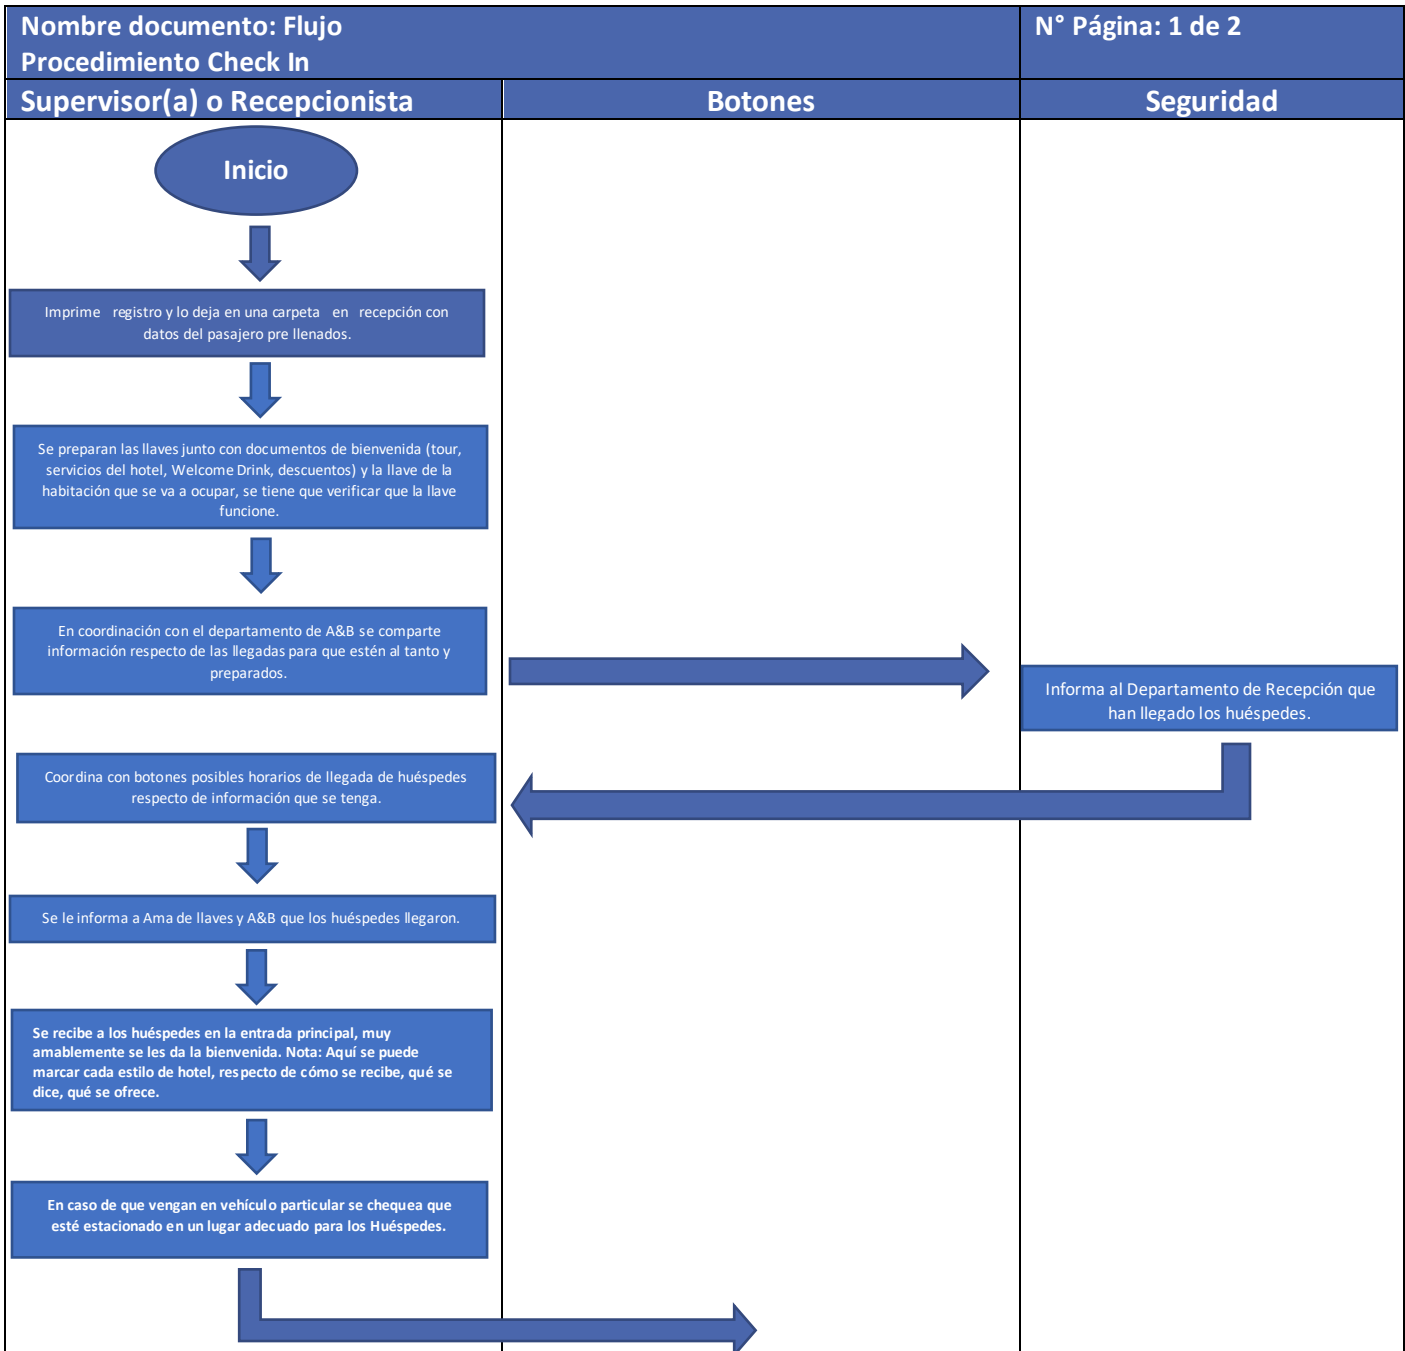 Nombre documento: Flujo
Procedimiento Check In
N° Página: 1 de 2
Supervisor(a) o Recepcionista
Botones
Seguridad
Inicio
Imprime registro y lo deja en una carpeta en recepción con
datos del pasajero pre llenados.
Se preparan las llaves junto con documentos de bienvenida (tour,
servicios del hotel, Welcome Drink, descuentos) y la llave de la
habitación que se va a ocupar, se tiene que verificar que la llave
funcione.
En coordinación con el departamento de A&B se comparte
información respecto de las llegadas para que estén al tanto y
preparados.
Informa al Departamento de Recepción que
han llegado los huéspedes.
Coordina con botones posibles horarios de llegada de huéspedes
respecto de información que se tenga.
Se le informa a Ama de llaves y A&B que los huéspedes llegaron.
Se recibe a los huéspedes en la entrada principal, muy
amablemente se les da la bienvenida. Nota: Aquí se puede
marcar cada estilo de hotel, respecto de cómo se recibe, qué se
dice, qué se ofrece.
En caso de que vengan en vehículo particular se chequea que
esté estacionado en un lugar adecuado para los Huéspedes.